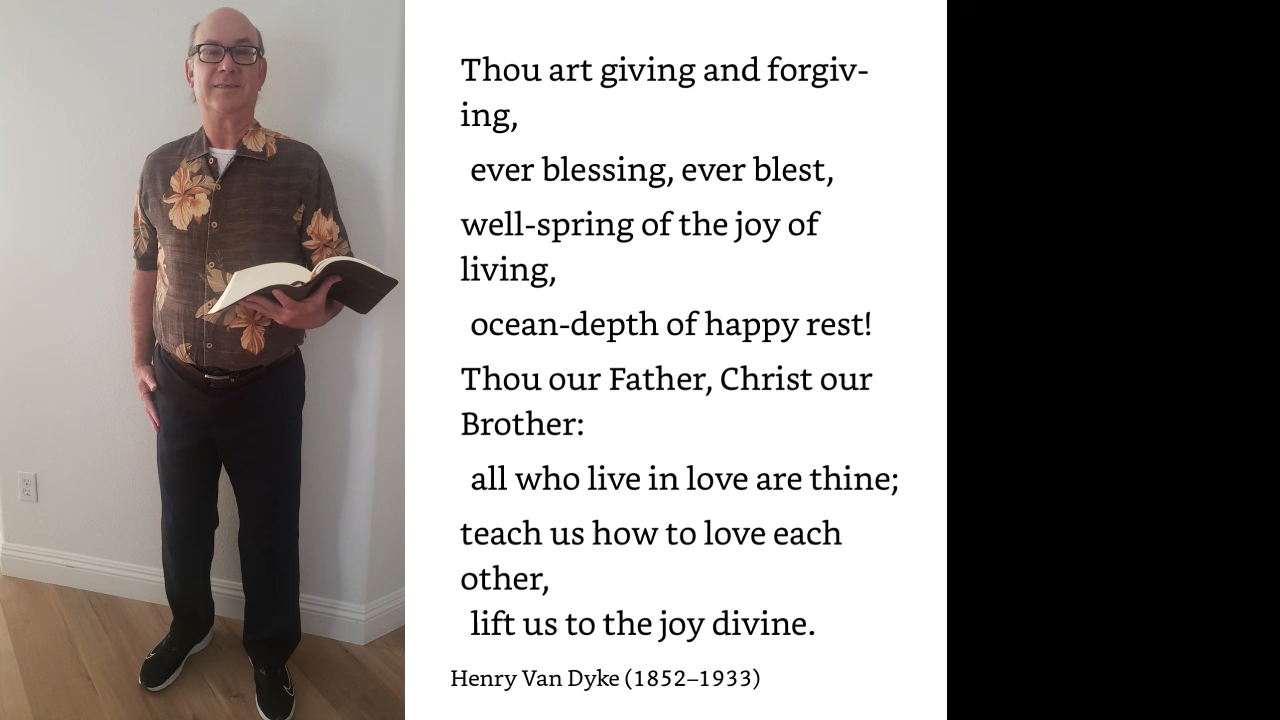 Thou art giving and forgiv-
ing,
ever blessing, ever blest,
well-spring of the joy of
living,
ocean-depth of happy rest!
Thou our Father, Christ our
Brother:
all who live in love are thine;
teach us how to love each
other,
lift us to the joy divine.
Henry Van Dyke (1852–1933)